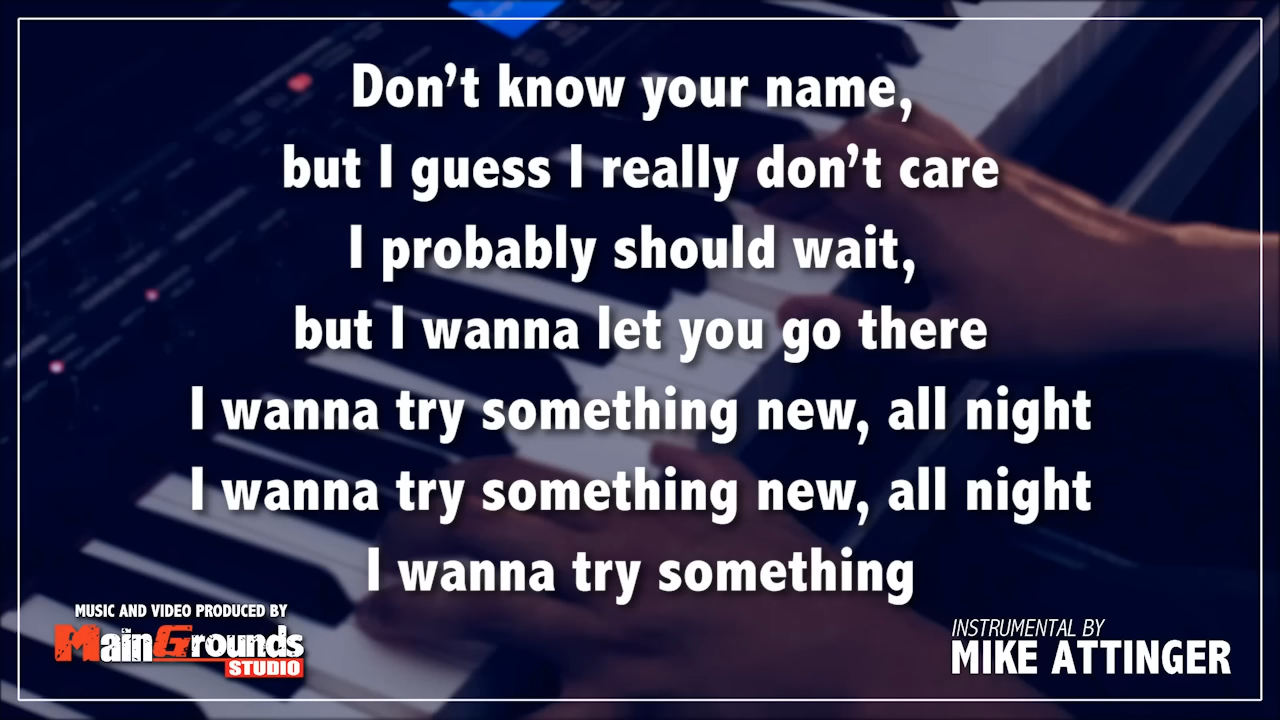 Don’t know your name,
but I guess I really don’t care
I probably should wait,
but I wanna let you go there
I wanna try something new, all night
I wanna try something new, all night
I wanna try something
MUSIC AND VIDEO PRODUCED BY
MainGrounds
STUDIO
INSTRUMENTAL BY
MIKE ATTINGER